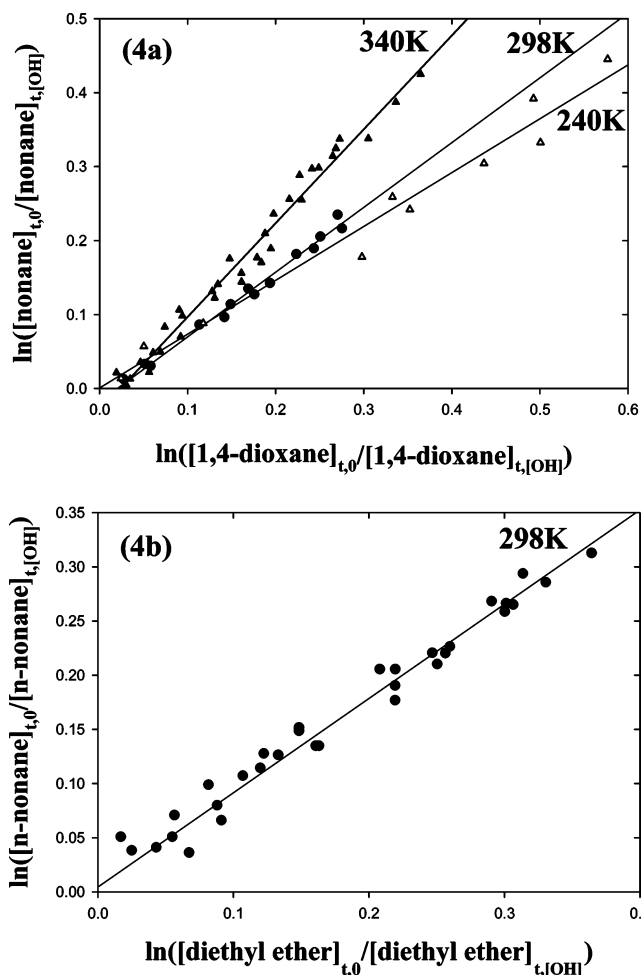 0.5
0.4
0.3
0.2
0.1
0.0
(4a)
340K
298K
240K
ln([nonane]t,0/[nonane]t,[OH]
0.0 0.1 0.2 0.3 0.4 0.5 0.6
ln([1,4-dioxane]t,0/[1,4-dioxane]t,[OH])
0.35
0.30
0.25
0.20
0.15
0.10
0.05
0.00
(4b)
298K
ln([n-nonane]t,0/[n-nonane]t,[OH]
0.0 0.1 0.2 0.3 0.
ln([diethyl ether]t,0/[diethyl ether]t,[OH])